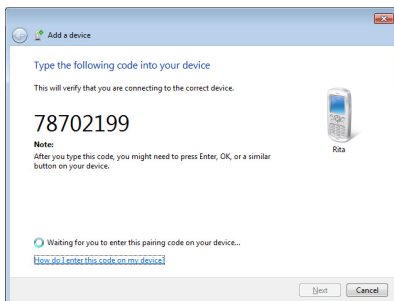 Add a device
Type the following code into your device
This will verify that you are connecting to the correct device.
78702199
Note:
After you type this code, you might need to press Enter, OK, or a similar
button on your device.
Rita
Waiting for you to enter this pairing code on your device...
How do I enter this code on my device?
Next Cancel